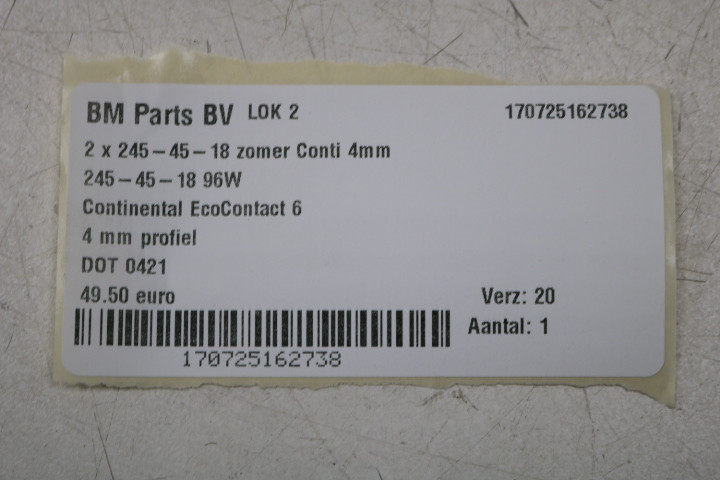 BM Parts BV LOK 2 170725162738
2 x 245-45-18 zomer Conti 4mm
245-45-18 96W
Continental EcoContact 6
4 mm profiel
DOT 0421
49.50 euro Verz: 20
Aantal: 1
170725162738